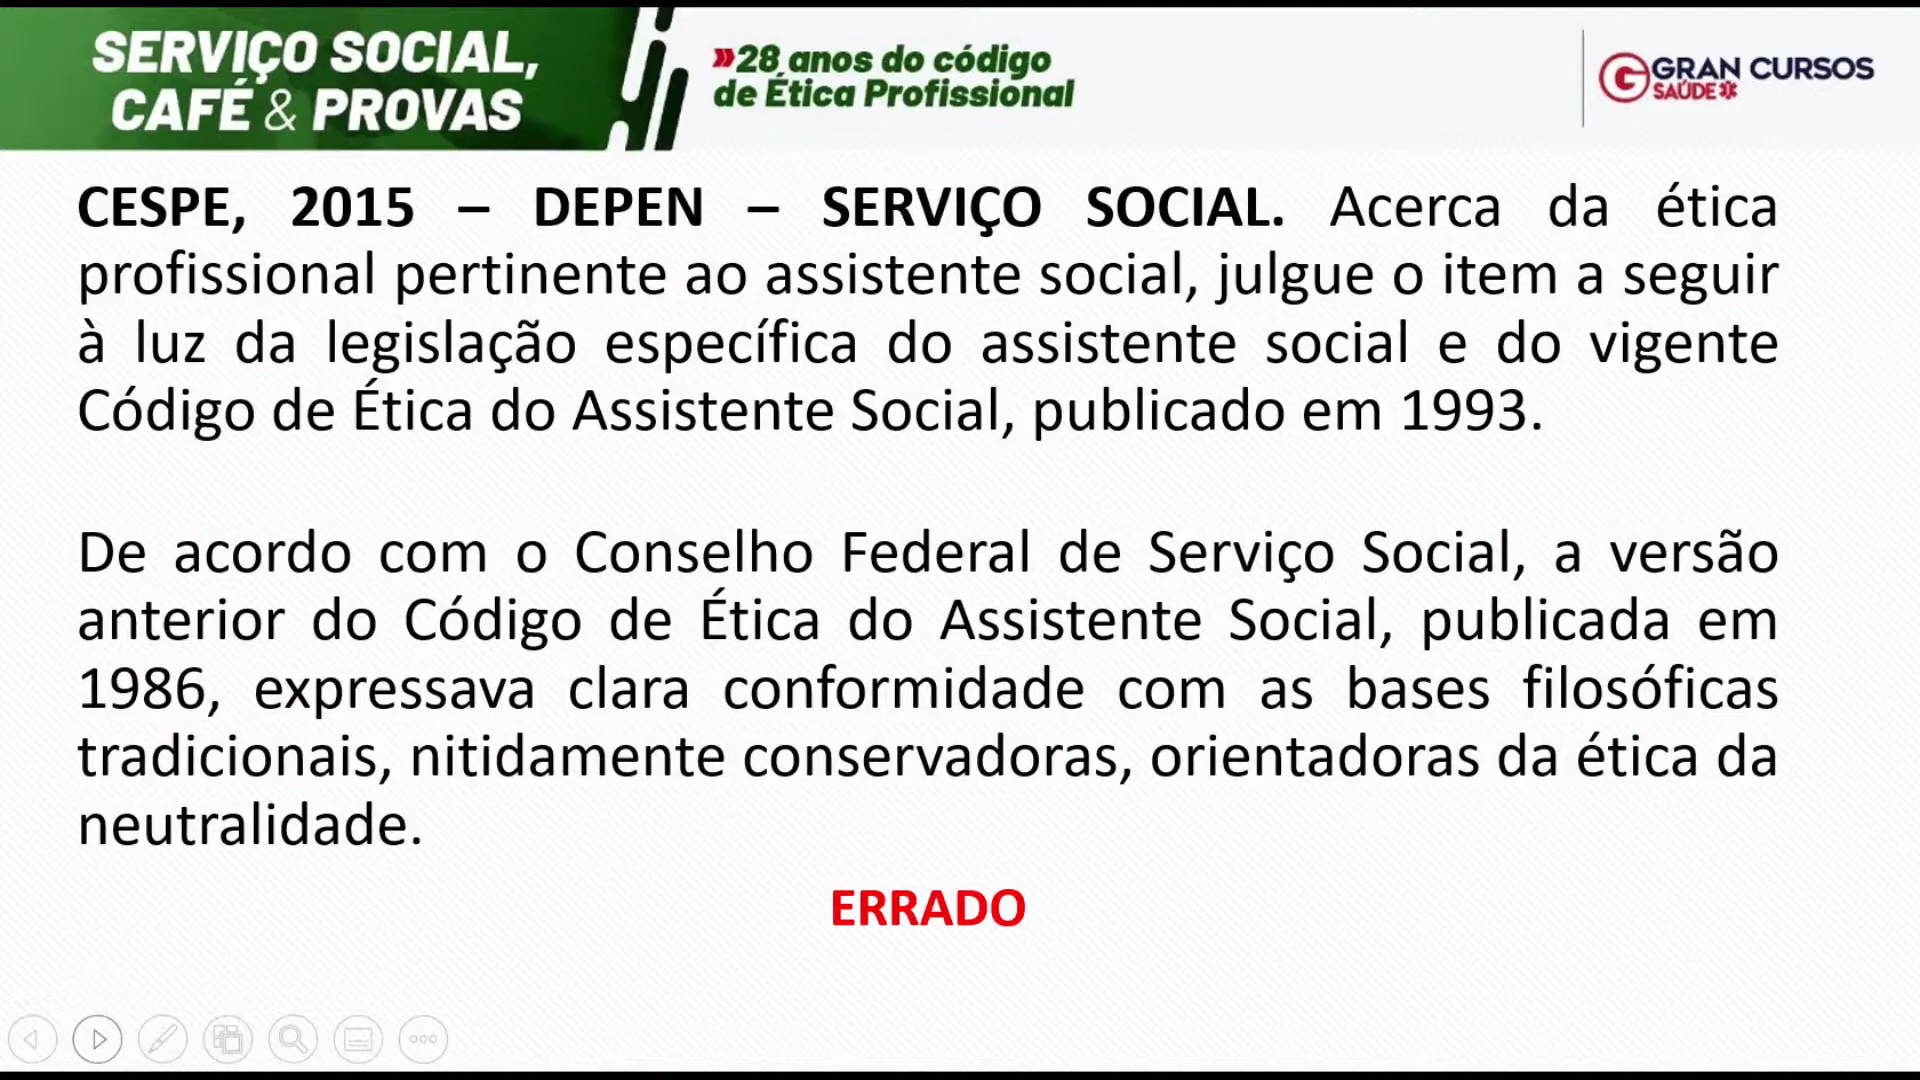 SERVIÇO SOCIAL,
CAFÉ & PROVAS
»28 anos do código
de Ética Profissional
GRAN CURSOS
SAÚDE
CESPE, 2015 – DEPEN – SERVIÇO SOCIAL. Acerca da ética
profissional pertinente ao assistente social, julgue o item a seguir
à luz da legislação específica do assistente social e do vigente
Código de Ética do Assistente Social, publicado em 1993.
De acordo com o Conselho Federal de Serviço Social, a versão
anterior do Código de Ética do Assistente Social, publicada em
1986, expressava clara conformidade com as bases filosóficas
tradicionais, nitidamente conservadoras, orientadoras da ética da
neutralidade.
ERRADO